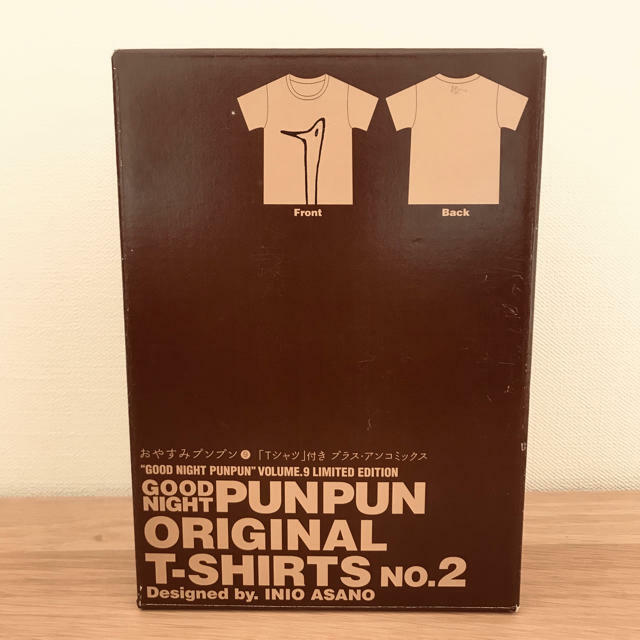 Front
Back
おやすみプンプン⑨「Tシャツ」付き プラス・アンコミックス
"GOOD NIGHT PUNPUN" VOLUME.9 LIMITED EDITION
GOOD NIGHT PUNPUN
ORIGINAL
T-SHIRTS NO.2
Designed by. INIO ASANO